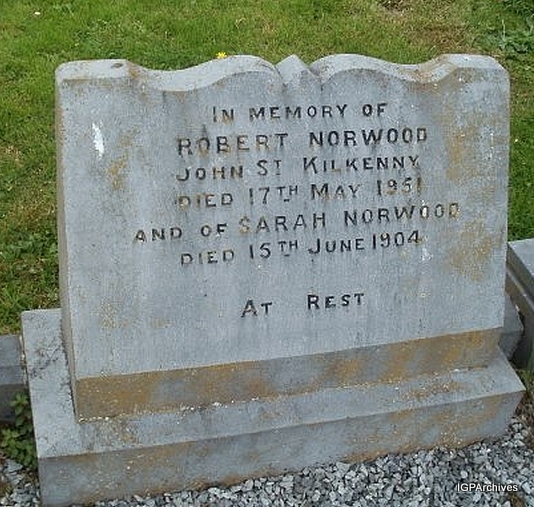 IN MEMORY OF
ROBERT NORWOOD
JOHN ST KILKENNY
DIED 17TH MAY 1951
AND OF SARAH NORWOOD
DIED 15TH JUNE 1904
AT REST
IGPArchives